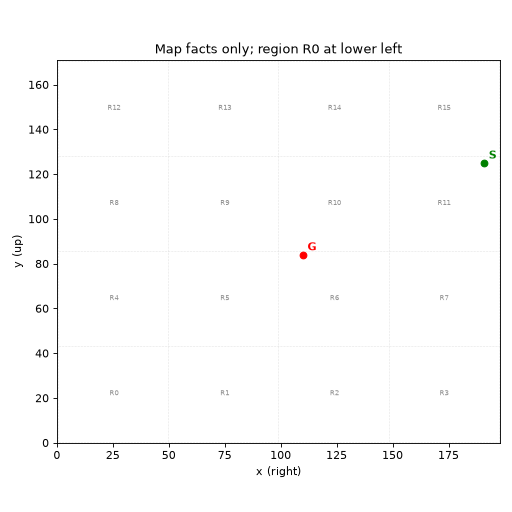 Map facts only; region R0 at lower left
160
140
120
100
80
60
40
20
0
y (up)
R12 R13 R14 R15
S
R8 R9 R10 R11
G
R4 R5 R6 R7
R0 R1 R2 R3
0 25 50 75 100 125 150 175
x (right)